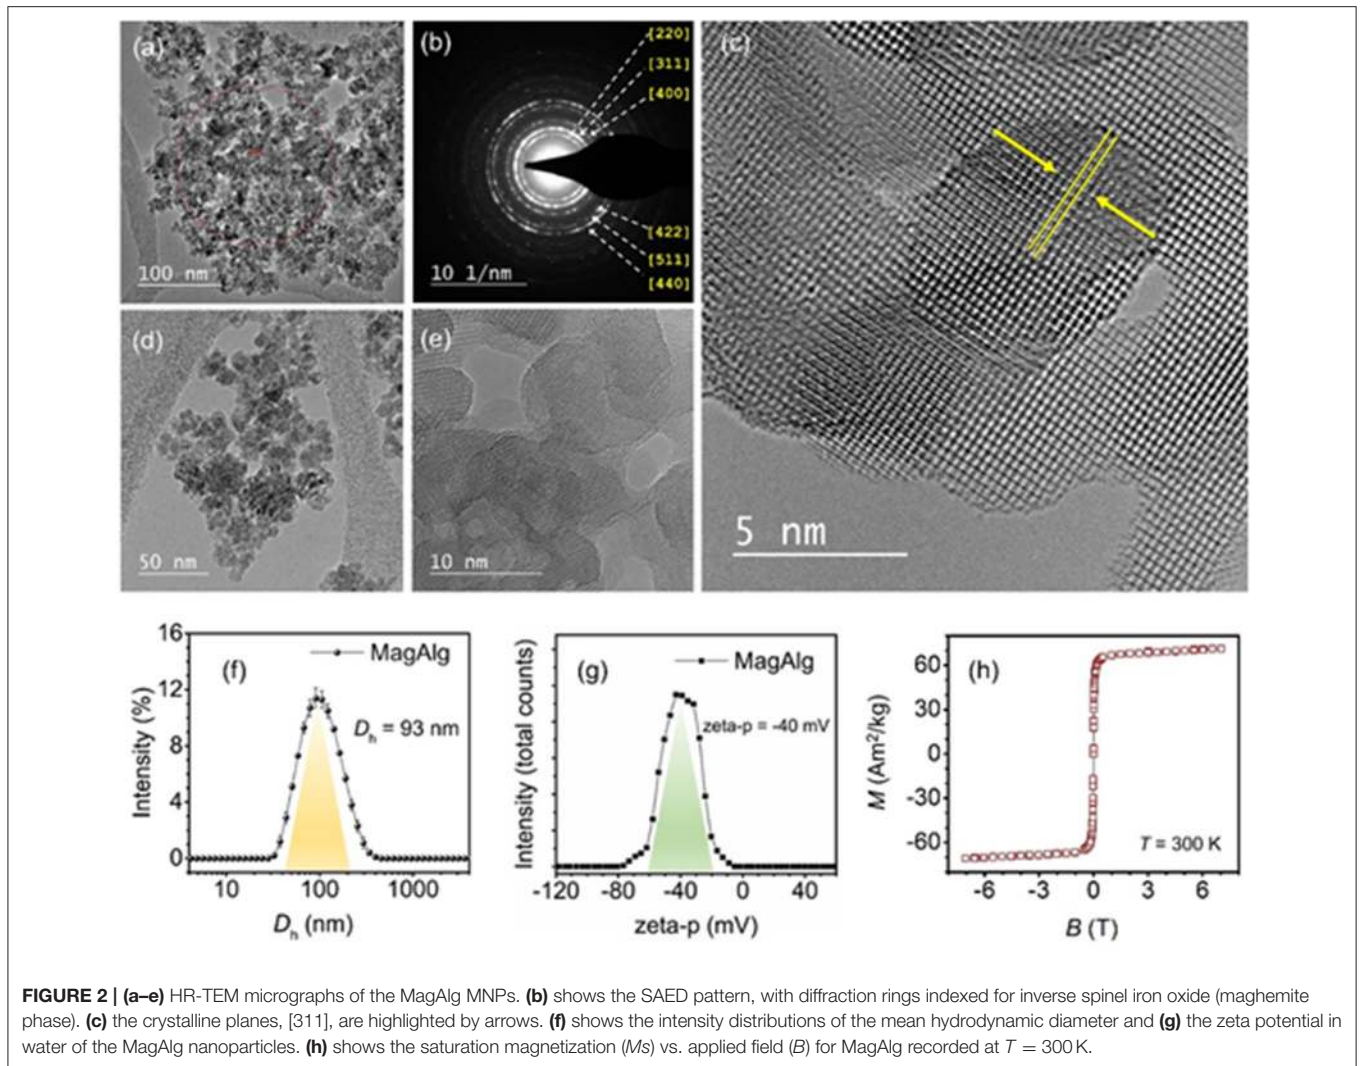 (a)
100 nm
(b)
[220]
[311]
[400]
[422]
[511]
[440]
10 1/nm
(c)
5 nm
(d)
50 nm
(e)
10 nm
16
12
8
4
0
Intensity (%)
(f)
MagAlg
Dh = 93 nm
10 100 1000
Dh (nm)
Intensity (total counts)
(g)
MagAlg
zeta-p = -40 mV
-120 -80 -40 0 40
zeta-p (mV)
60
30
0
-30
-60
M (Am²/kg)
(h)
T = 300 K
-6 -3 0 3 6
B (T)
FIGURE 2 | (a–e) HR-TEM micrographs of the MagAlg MNPs. (b) shows the SAED pattern, with diffraction rings indexed for inverse spinel iron oxide (maghemite
phase). (c) the crystalline planes, [311], are highlighted by arrows. (f) shows the intensity distributions of the mean hydrodynamic diameter and (g) the zeta potential in
water of the MagAlg nanoparticles. (h) shows the saturation magnetization (Ms) vs. applied field (B) for MagAlg recorded at T = 300 K.